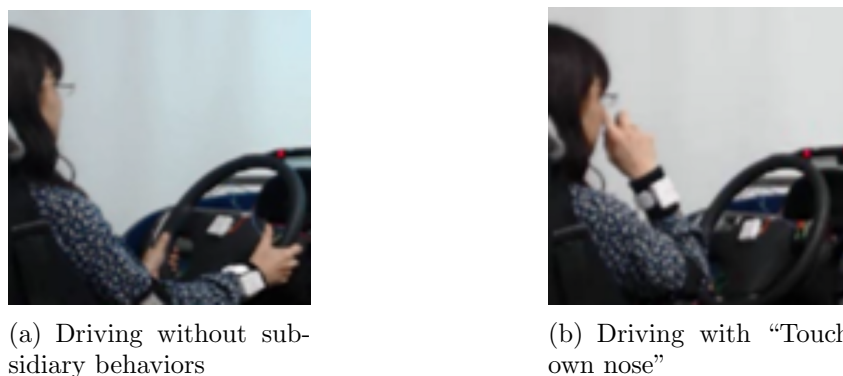 (a) Driving without sub-
sidiary behaviors
(b) Driving with “Touch
own nose”